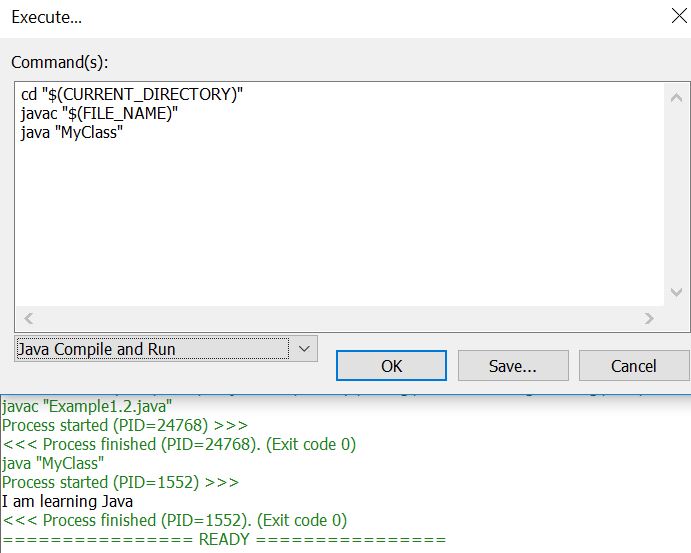 Execute...
Command(s):
cd "$(CURRENT_DIRECTORY)"
javac "$(FILE_NAME)"
java "MyClass"
Java Compile and Run
OK
Save...
Cancel
javac "Example1.2.java"
Process started (PID=24768) >>>
<<< Process finished (PID=24768). (Exit code 0)
java "MyClass"
Process started (PID=1552) >>>
I am learning Java
<<< Process finished (PID=1552). (Exit code 0)
================ READY ================